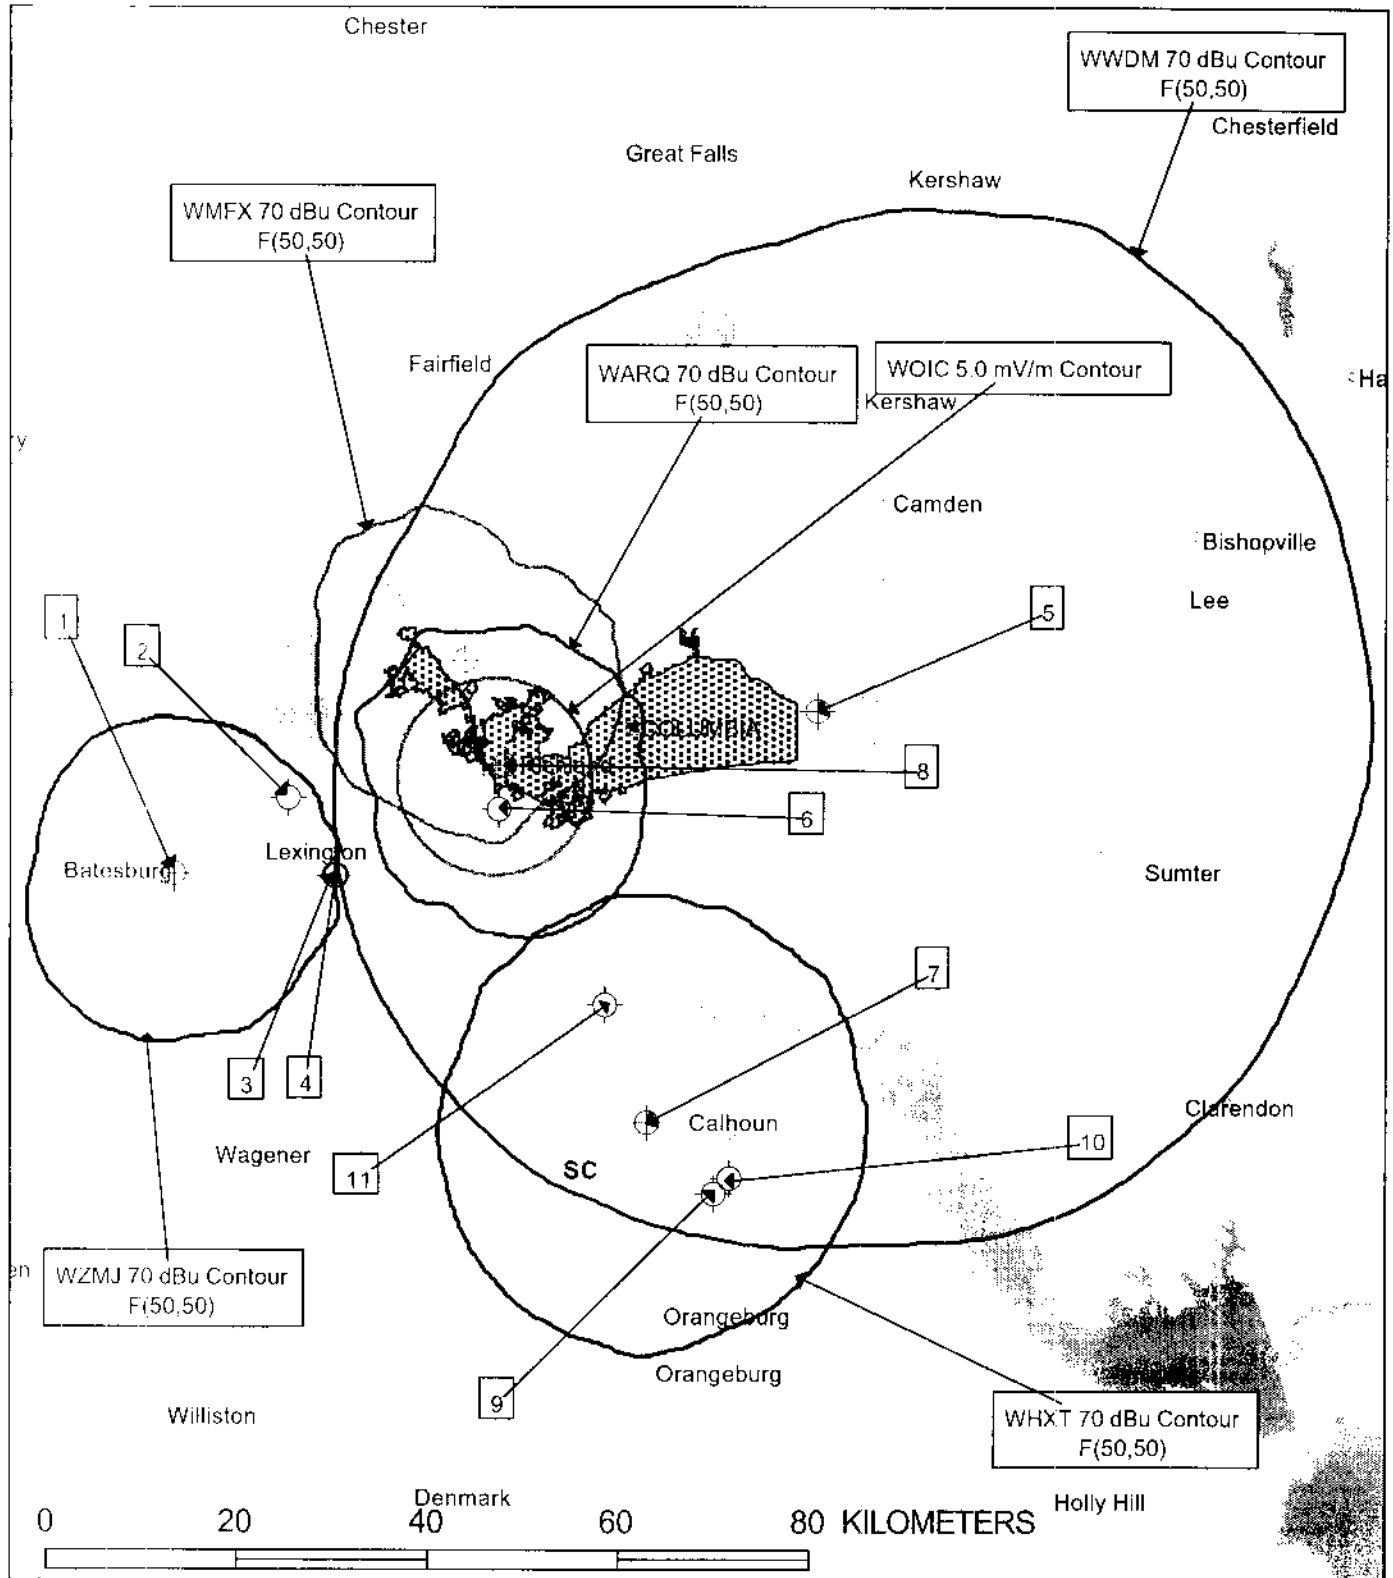 Chester
WWDM 70 dBu Contour
F(50,50)
Chesterfield
Great Falls
Kershaw
WMFX 70 dBu Contour
F(50,50)
Fairfield
WARQ 70 dBu Contour
F(50,50)
WOIC 5.0 mV/m Contour
Kershaw
Ha
ry
Camden
Bishopville
Lee
1
2
5
COLUMBIA
8
6
Lexington
Batesburg
Sumter
7
3
4
Calhoun
Clarendon
10
Wagener
11
SC
en
WZMJ 70 dBu Contour
F(50,50)
Orangeburg
Orangeburg
9
Williston
WHXT 70 dBu Contour
F(50,50)
Denmark
Holly Hill
0 20 40 60 80 KILOMETERS